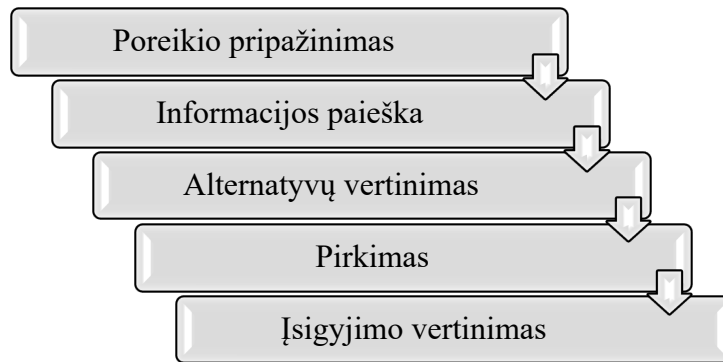 Poreikio pripažinimas
Informacijos paieška
Alternatyvų vertinimas
Pirkimas
Įsigyjimo vertinimas